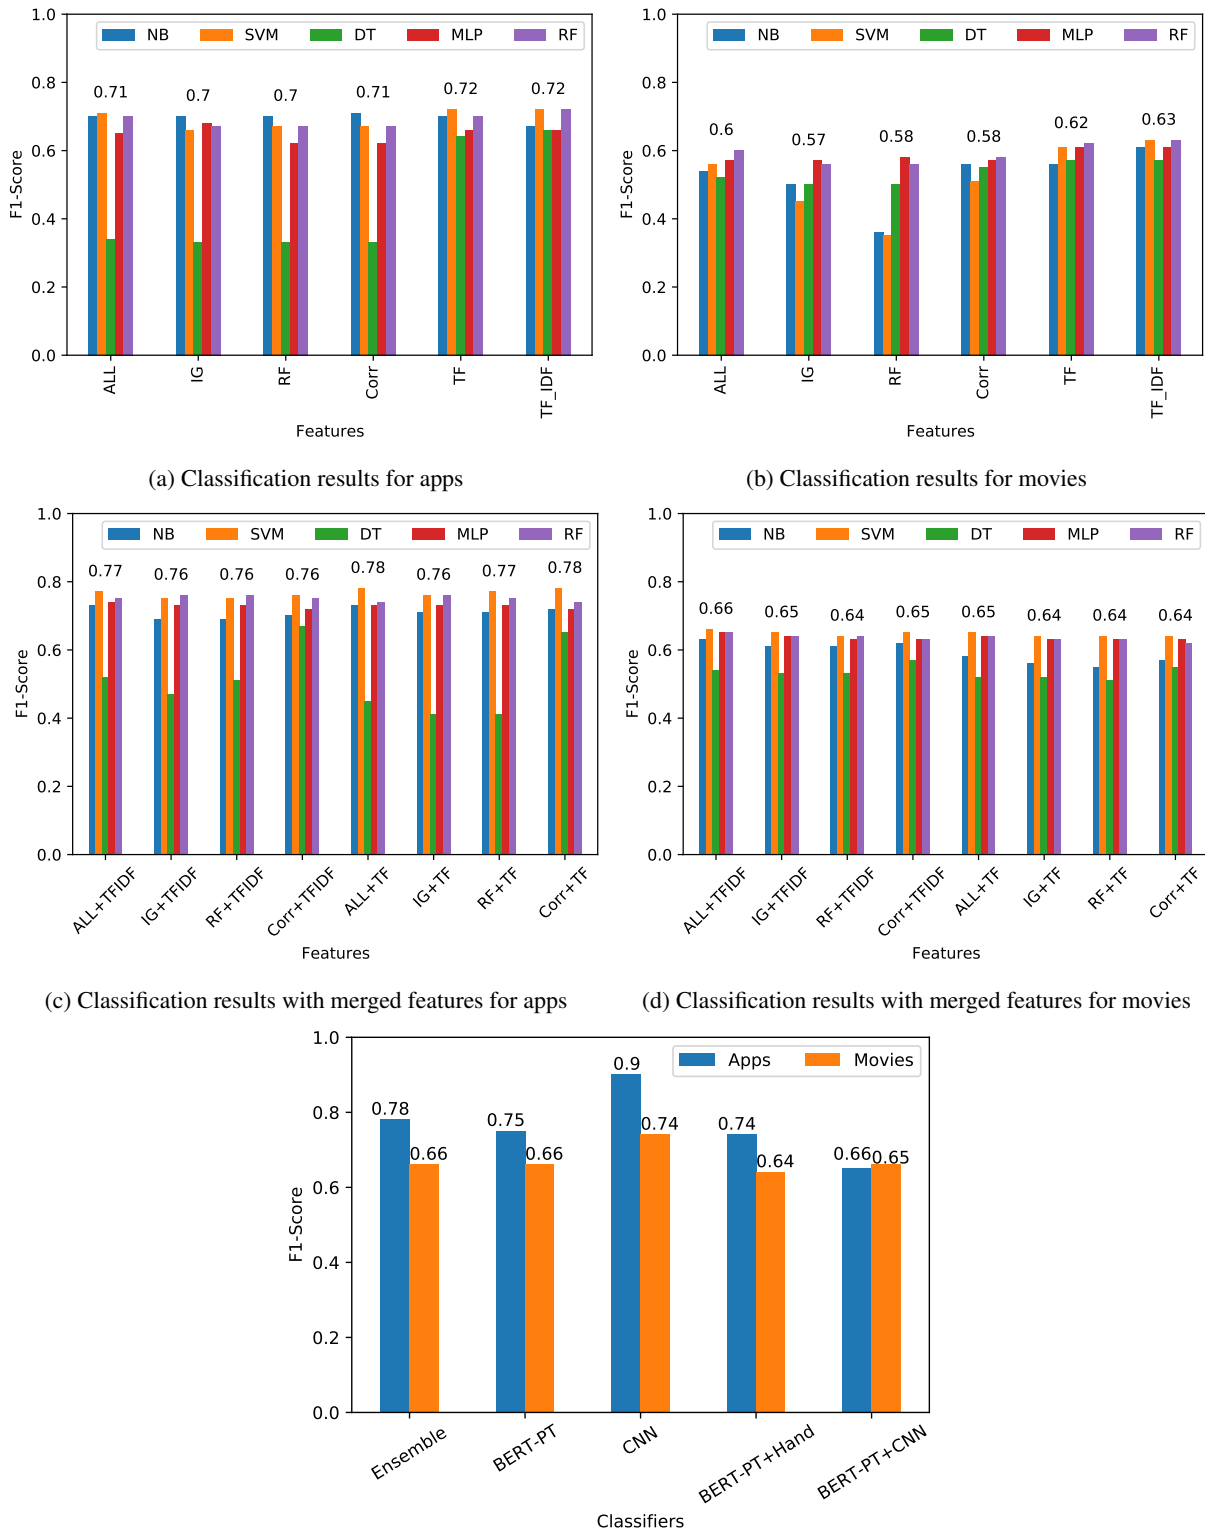 1.0
0.8
0.6
0.4
0.2
0.0
F1-Score
NB SVM DT MLP RF
0.71 0.7 0.7 0.71 0.72 0.72
ALL IG RF Corr TF TF_IDF
Features
(a) Classification results for apps
1.0
0.8
0.6
0.4
0.2
0.0
F1-Score
NB SVM DT MLP RF
0.6 0.57 0.58 0.58 0.62 0.63
ALL IG RF Corr TF TF_IDF
Features
(b) Classification results for movies
1.0
0.8
0.6
0.4
0.2
0.0
F1-Score
NB SVM DT MLP RF
0.77 0.76 0.76 0.76 0.78 0.76 0.77 0.78
ALL+TFIDF IG+TFIDF RF+TFIDF Corr+TFIDF ALL+TF IG+TF RF+TF Corr+TF
Features
(c) Classification results with merged features for apps
1.0
0.8
0.6
0.4
0.2
0.0
F1-Score
NB SVM DT MLP RF
0.66 0.65 0.64 0.65 0.65 0.64 0.64 0.64
ALL+TFIDF IG+TFIDF RF+TFIDF Corr+TFIDF ALL+TF IG+TF RF+TF Corr+TF
Features
(d) Classification results with merged features for movies
1.0
0.8
0.6
0.4
0.2
0.0
F1-Score
Apps Movies
0.78 0.66 0.75 0.66 0.9 0.74 0.74 0.64 0.66 0.65
Ensemble BERT-PT CNN BERT-PT+Hand BERT-PT+CNN
Classifiers